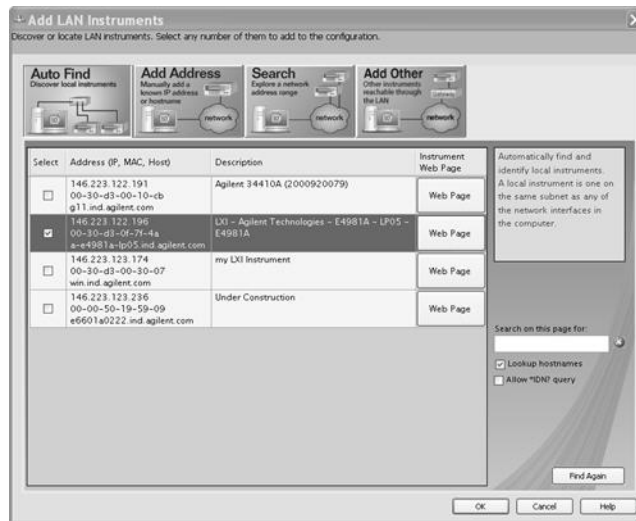 Add LAN Instruments
Discover or locate LAN instruments. Select any number of them to add to the configuration.
Auto Find
Discover local instruments
Add Address
Manually add a
known IP address
or hostname
network
Search
Explore a network
address range
network
Add Other
Other instruments
reachable through
the LAN
Gateway
network
Select
Address (IP, MAC, Host)
Description
Instrument
Web Page
146.223.122.191
00-30-d3-00-10-cb
g11.ind.agilent.com
Agilent 34410A (2000920079)
Web Page
146.223.122.196
00-30-d3-0f-7f-4a
a-e4981a-lp05.ind.agilent.com
LXI - Agilent Technologies - E4981A - LP05 -
E4981A
Web Page
146.223.123.174
00-30-d3-00-30-07
win.ind.agilent.com
my LXI Instrument
Web Page
146.223.123.236
00-00-50-19-59-09
e6601a0222.ind.agilent.com
Under Construction
Web Page
Automatically find and
identify local instruments.
A local instrument is one on
the same subnet as any of
the network interfaces in
the computer.
Search on this page for:
Lookup hostnames
Allow *IDN? query
Find Again
OK
Cancel
Help